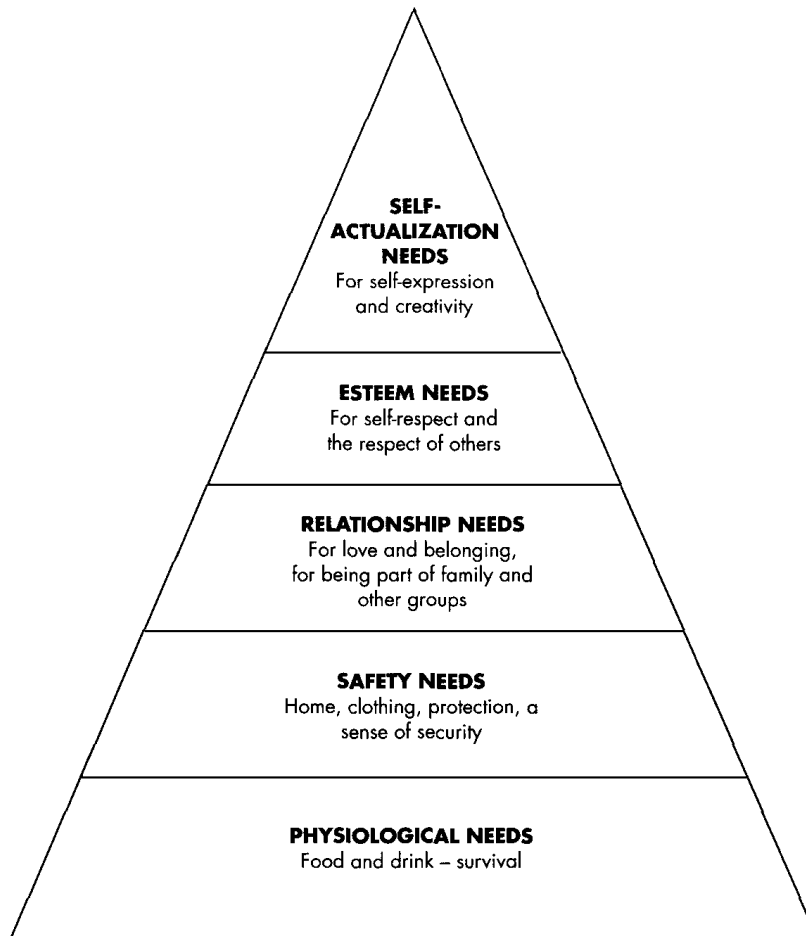 SELF-
ACTUALIZATION
NEEDS
For self-expression
and creativity
ESTEEM NEEDS
For self-respect and
the respect of others
RELATIONSHIP NEEDS
For love and belonging,
for being part of family and
other groups
SAFETY NEEDS
Home, clothing, protection, a
sense of security
PHYSIOLOGICAL NEEDS
Food and drink – survival